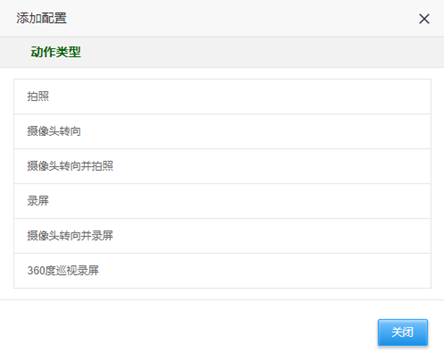 添加配置
动作类型
拍照
摄像头转向
摄像头转向并拍照
录屏
摄像头转向并录屏
360度巡视录屏
关闭